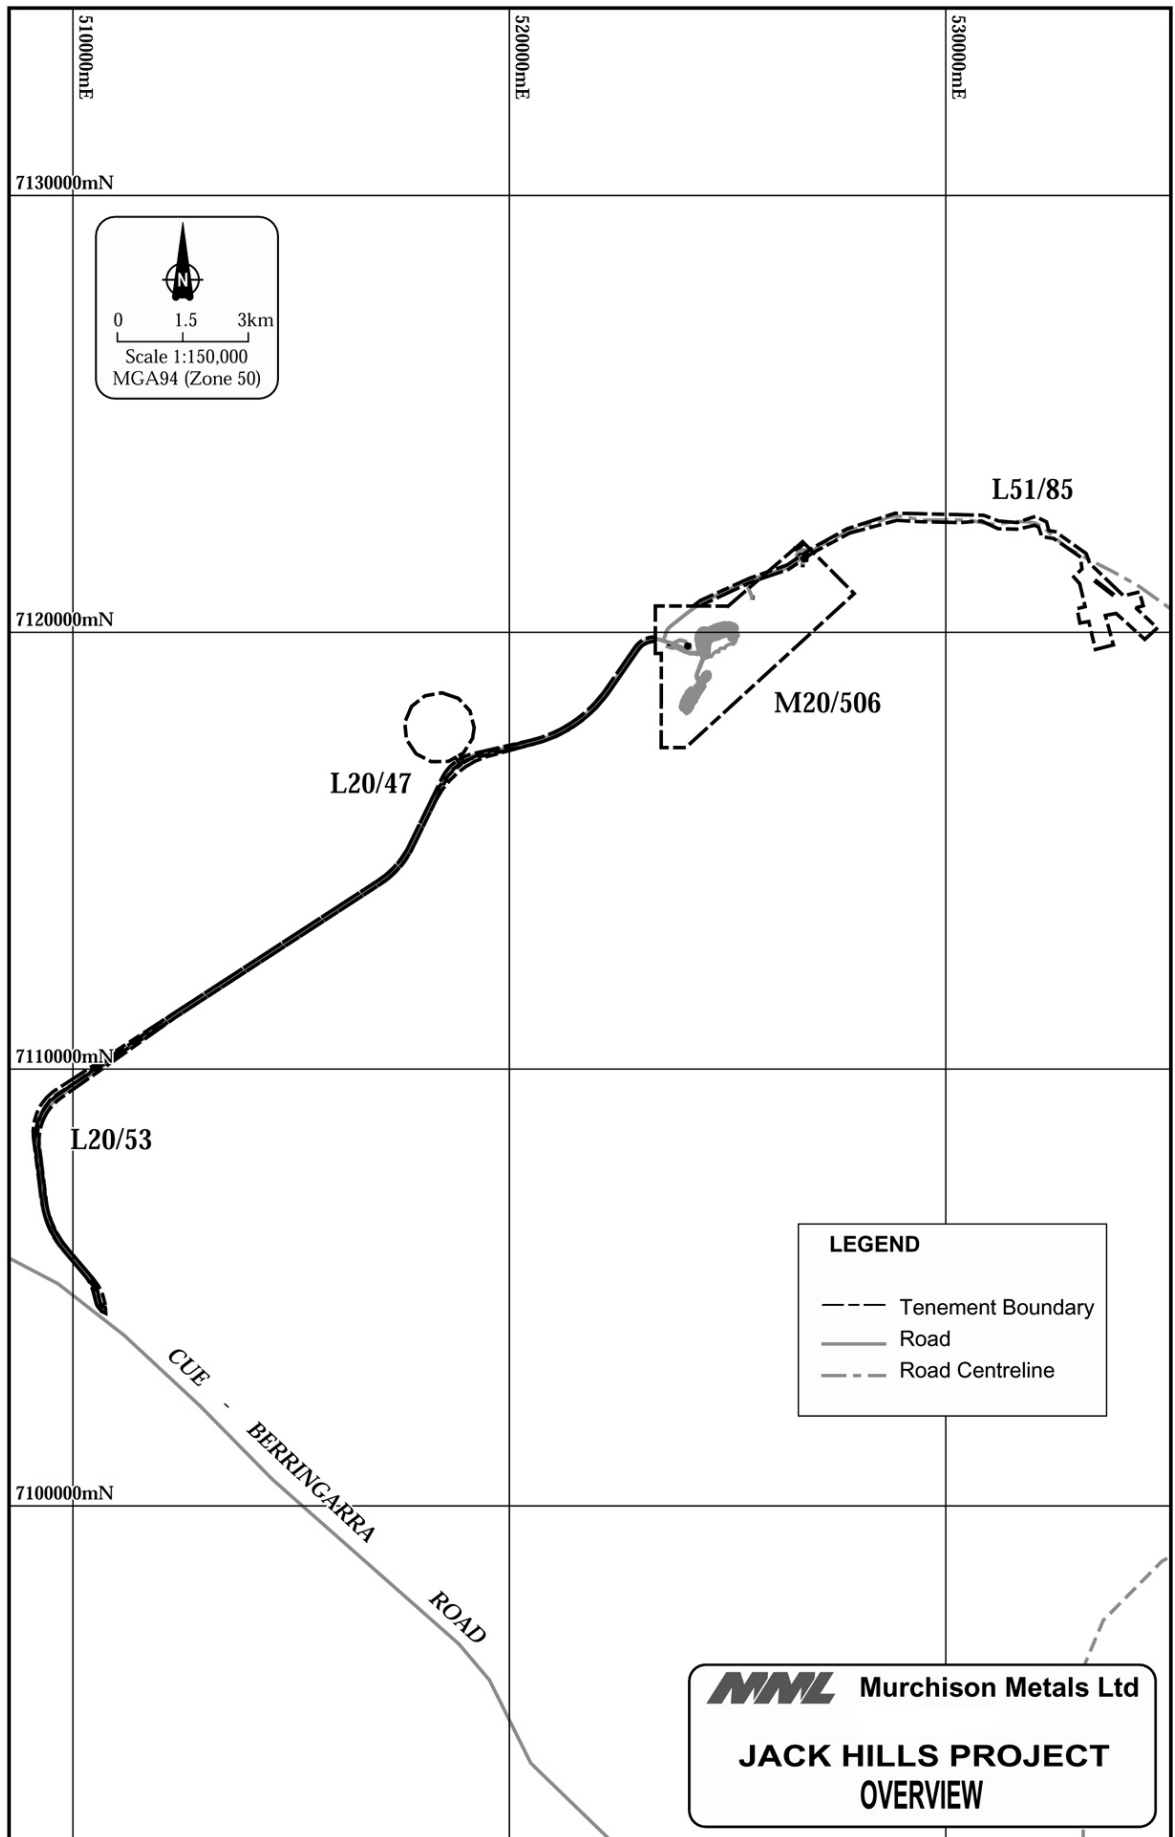 510000mE
520000mE
530000mE
7130000mN
N
0 1.5 3km
Scale 1:150,000
MGA94 (Zone 50)
L51/85
7120000mN
M20/506
L20/47
7110000mN
L20/53
LEGEND
Tenement Boundary
Road
Road Centreline
CUE - BERRINGARRA ROAD
7100000mN
MML Murchison Metals Ltd
JACK HILLS PROJECT
OVERVIEW